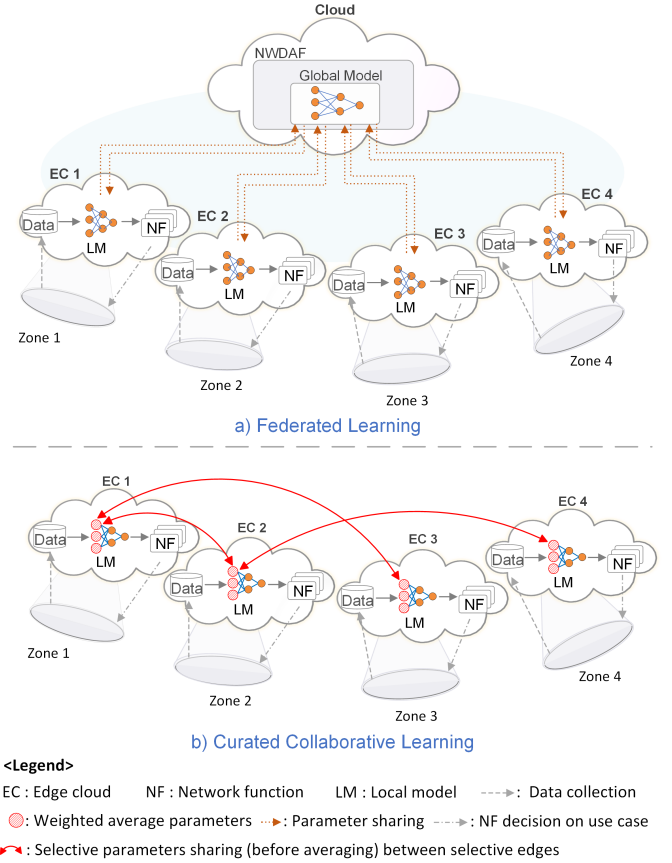 Cloud
NWDAF
Global Model
EC 1
Data
LM
NF
Zone 1
EC 2
Data
LM
NF
Zone 2
EC 3
Data
LM
NF
Zone 3
EC 4
Data
LM
NF
Zone 4
a) Federated Learning
EC 1
Data
LM
NF
Zone 1
EC 2
Data
LM
NF
Zone 2
EC 3
Data
LM
NF
Zone 3
EC 4
Data
LM
NF
Zone 4
b) Curated Collaborative Learning
<Legend>
EC : Edge cloud NF : Network function LM : Local model : Data collection
: Weighted average parameters : Parameter sharing : NF decision on use case
: Selective parameters sharing (before averaging) between selective edges